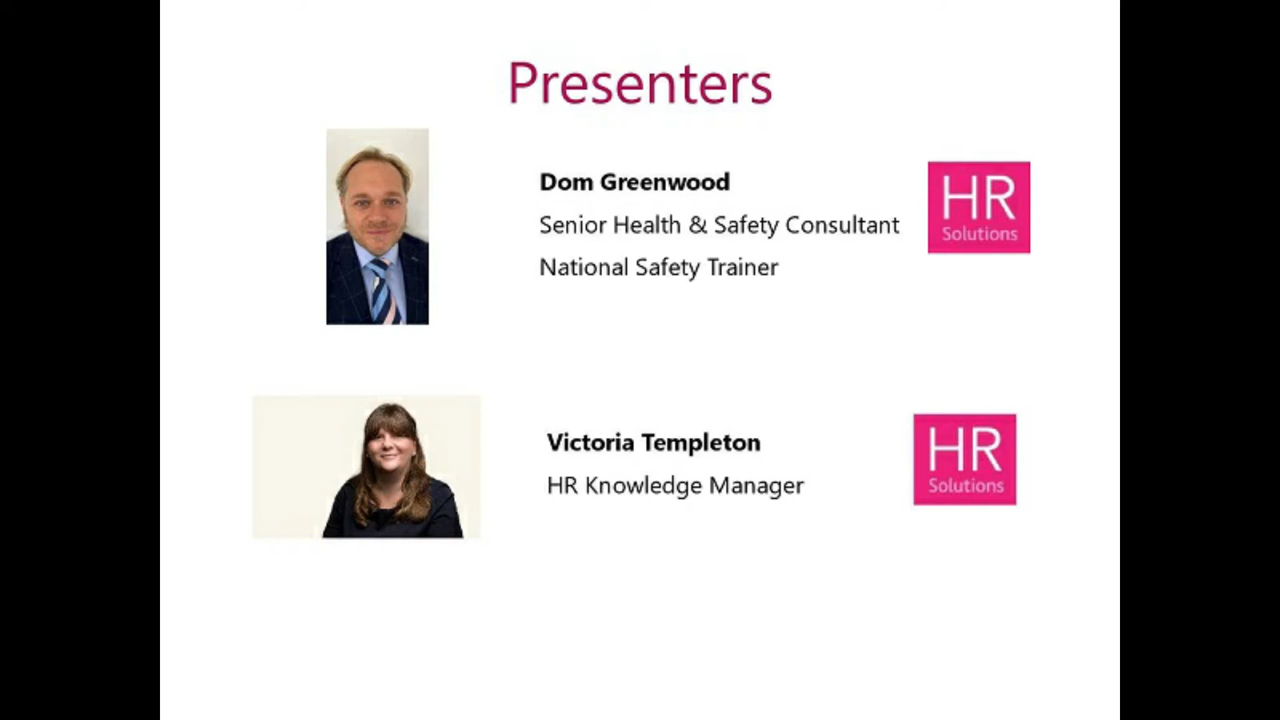 Presenters
Dom Greenwood
Senior Health & Safety Consultant
National Safety Trainer
HR
Solutions
Victoria Templeton
HR Knowledge Manager
HR
Solutions